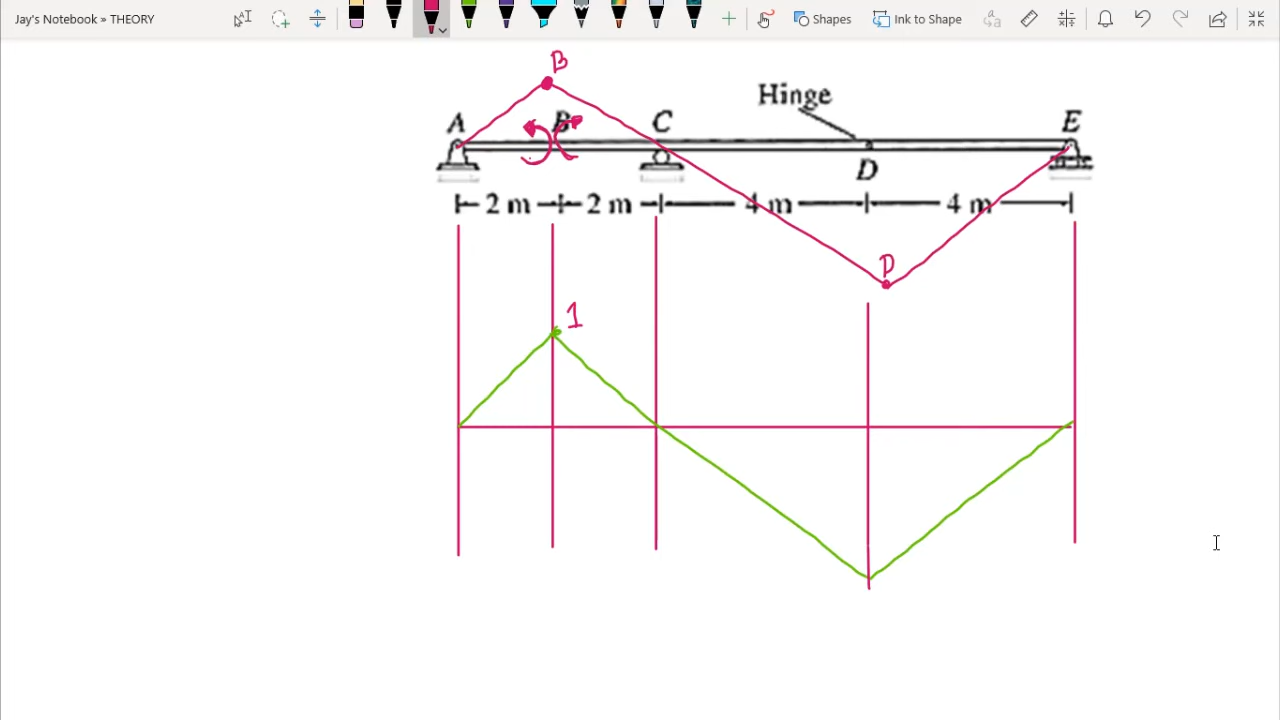 Jay's Notebook » THEORY
Shapes
Ink to Shape
B
Hinge
A
B
C
E
D
2 m
2 m
4 m
4 m
D
1